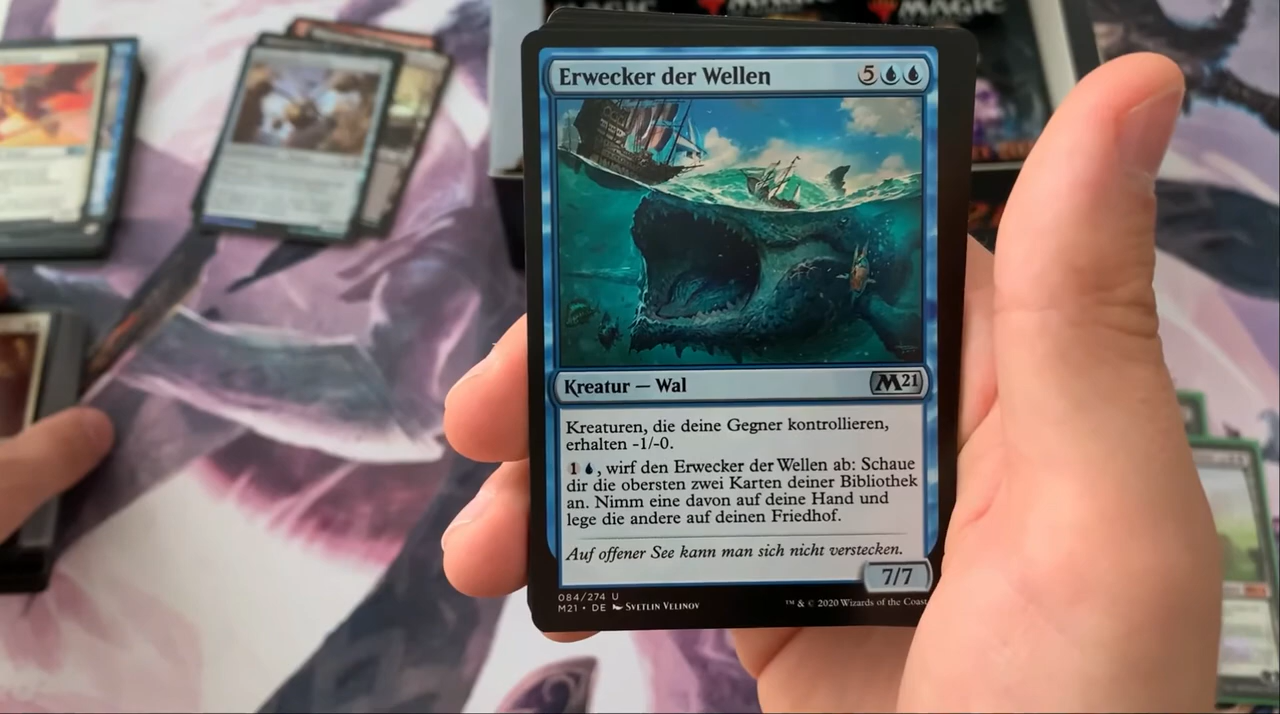 MAGIC
Erwecker der Wellen 5
Kreatur — Wal M21
Kreaturen, die deine Gegner kontrollieren,
erhalten -1/-0.
1 , wirf den Erwecker der Wellen ab: Schaue
dir die obersten zwei Karten deiner Bibliothek
an. Nimm eine davon auf deine Hand und
lege die andere auf deinen Friedhof.
Auf offener See kann man sich nicht verstecken.
7/7
084/274 U
M21 • DE Svetlin Velinov
™ & © 2020 Wizards of the Coast